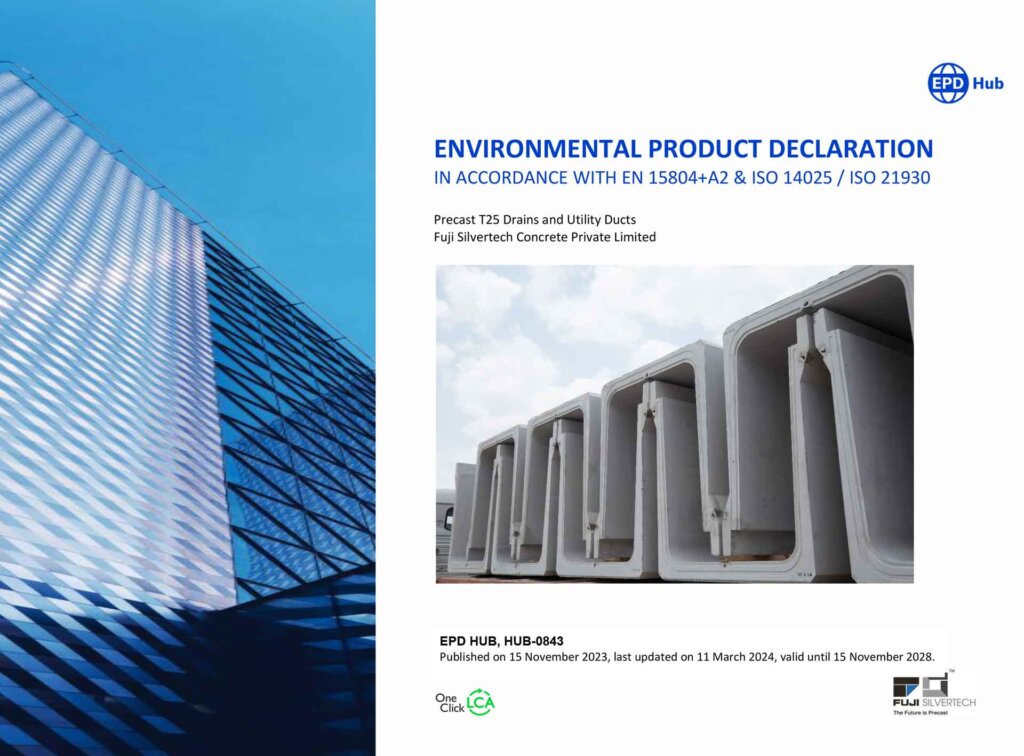 EPD Hub
ENVIRONMENTAL PRODUCT DECLARATION
IN ACCORDANCE WITH EN 15804+A2 & ISO 14025 / ISO 21930
Precast T25 Drains and Utility Ducts
Fuji Silvertech Concrete Private Limited
EPD HUB, HUB-0843
Published on 15 November 2023, last updated on 11 March 2024, valid until 15 November 2028.
One
Click LCA
TM
FUJI SILVERTECH
The Future is Precast